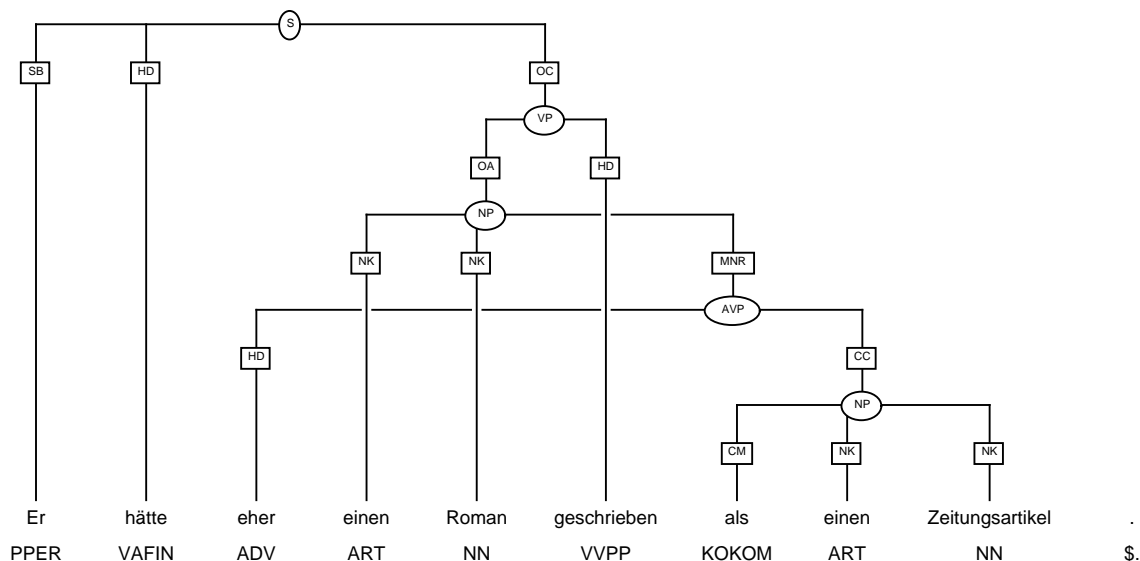 S
SB HD OC
VP
OA HD
NP
NK NK MNR
AVP
HD CC
NP
CM NK NK
Er hätte eher einen Roman geschrieben als einen Zeitungsartikel .
PPER VAFIN ADV ART NN VVPP KOKOM ART NN $.